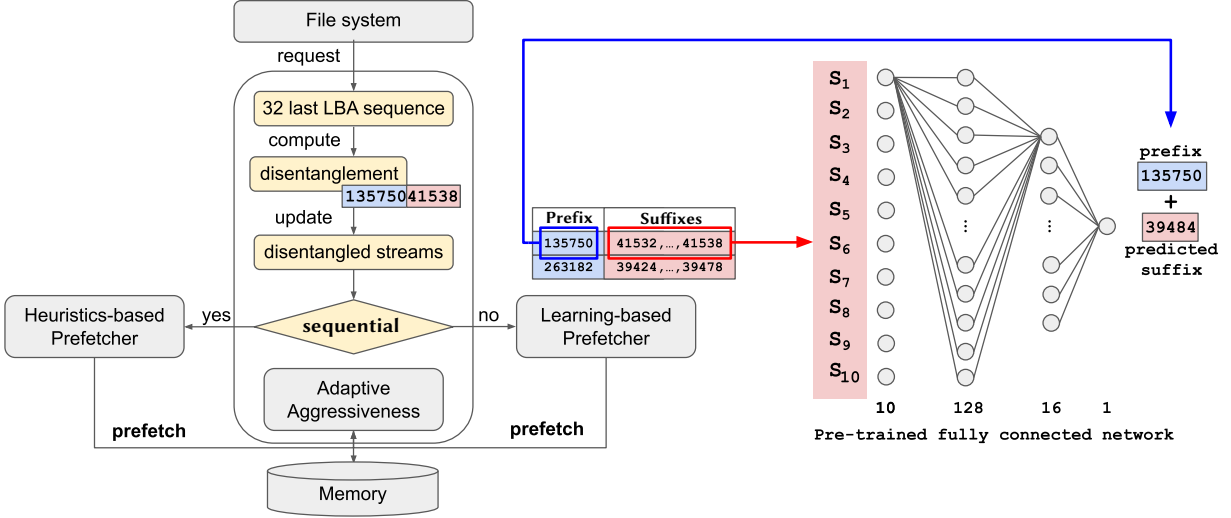 File system
request
32 last LBA sequence
compute
disentanglement
135750 41538
update
disentangled streams
yes
sequential
no
Heuristics-based
Prefetcher
Learning-based
Prefetcher
Adaptive
Aggressiveness
prefetch
prefetch
Memory
Prefix Suffixes
135750 41532,…,41538
263182 39424,…,39478
S1
S2
S3
S4
S5
S6
S7
S8
S9
S10
⋮ ⋮
10 128 16 1
Pre-trained fully connected network
prefix
135750
+
39484
predicted
suffix